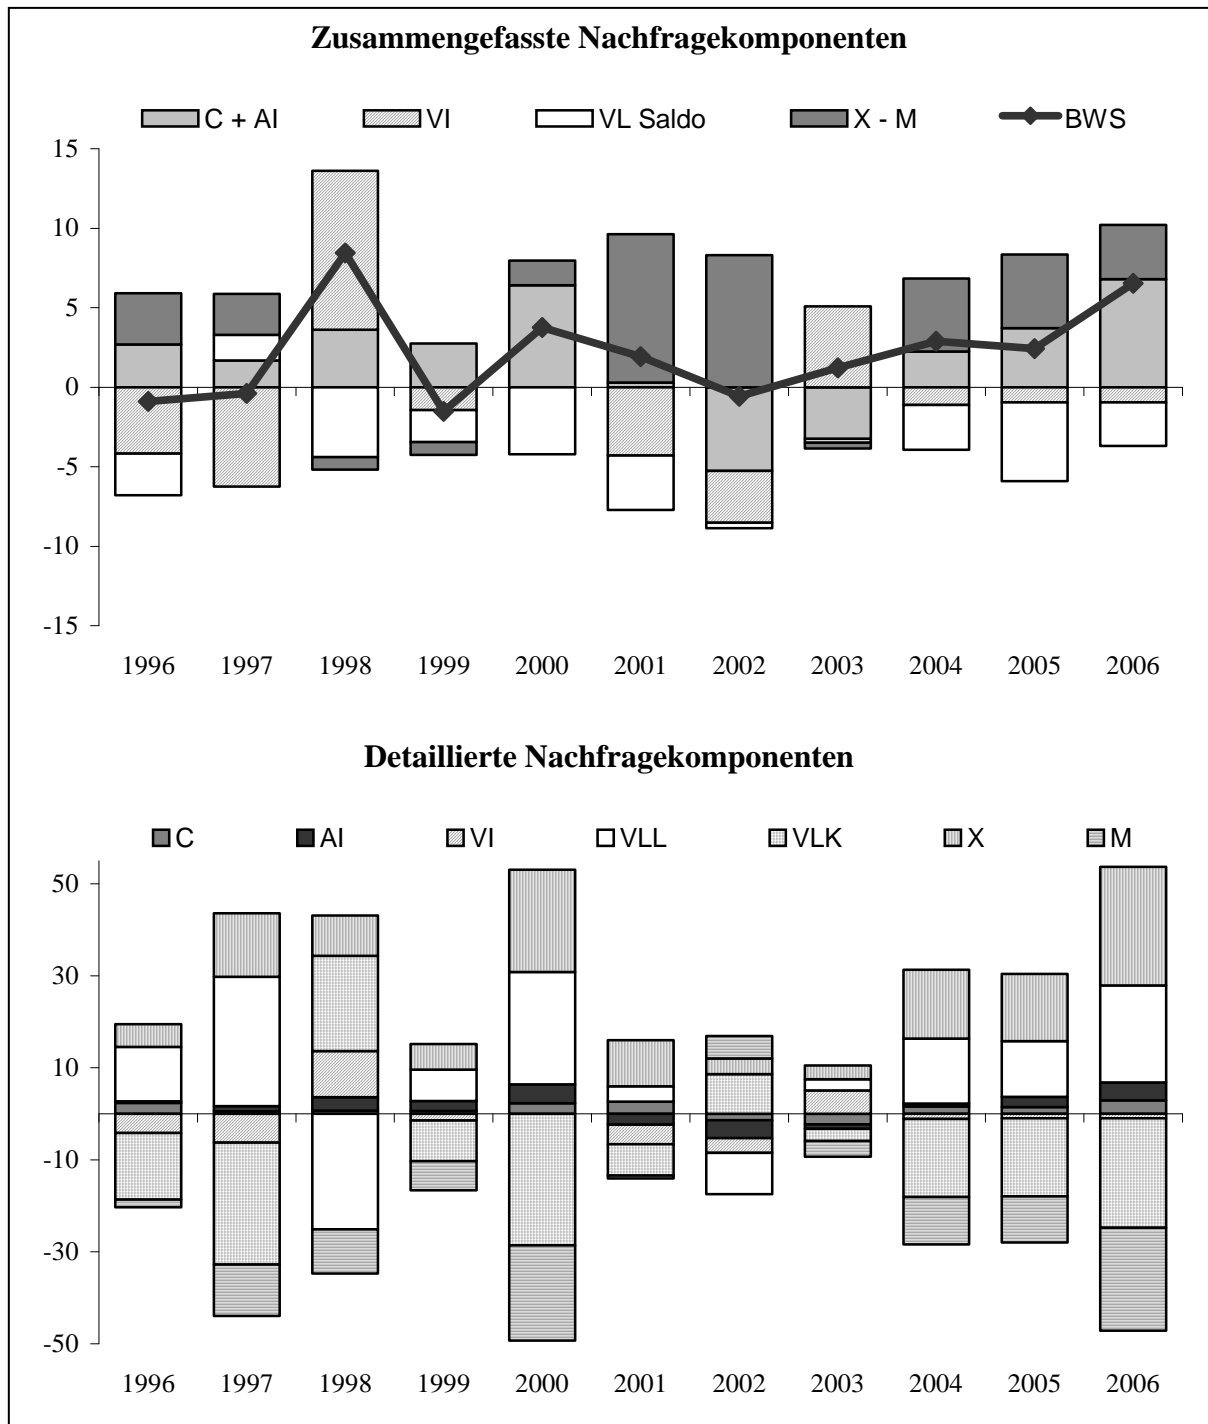 Zusammengefasste Nachfragekomponenten
C + AI VI VL Saldo X - M BWS
15
10
5
0
-5
-10
-15
1996 1997 1998 1999 2000 2001 2002 2003 2004 2005 2006
Detaillierte Nachfragekomponenten
C AI VI VLL VLK X M
50
30
10
-10
-30
-50
1996 1997 1998 1999 2000 2001 2002 2003 2004 2005 2006